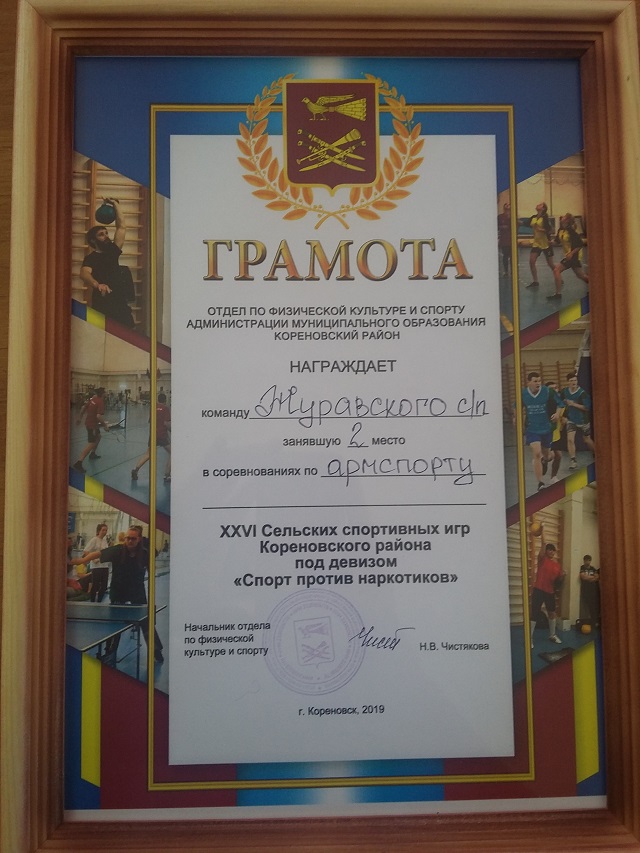 ГРАМОТА
ОТДЕЛ ПО ФИЗИЧЕСКОЙ КУЛЬТУРЕ И СПОРТУ
АДМИНИСТРАЦИИ МУНИЦИПАЛЬНОГО ОБРАЗОВАНИЯ
КОРЕНОВСКИЙ РАЙОН
НАГРАЖДАЕТ
команду Журавского с/п
занявшую 2 место
в соревнованиях по армспорту
XXVI Сельских спортивных игр
Кореновского района
под девизом
«Спорт против наркотиков»
Начальник отдела
по физической
культуре и спорту
Н.В. Чистякова
г. Кореновск, 2019